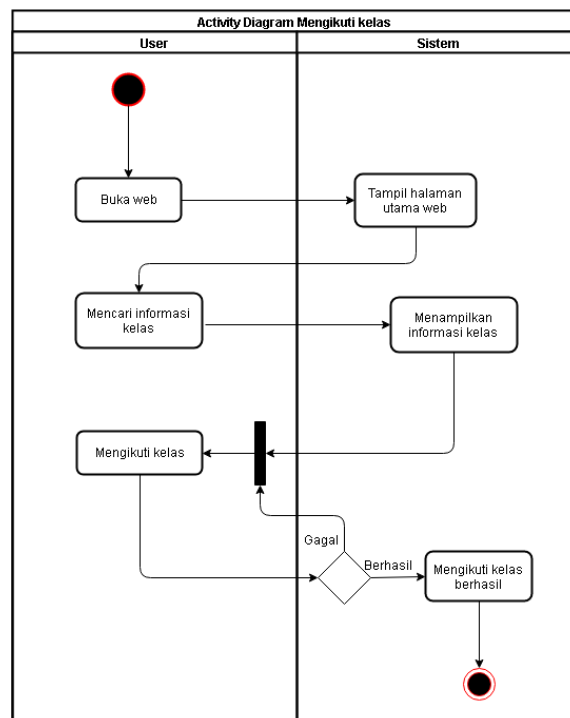 Activity Diagram Mengikuti kelas
User
Sistem
Buka web
Tampil halaman
utama web
Mencari informasi
kelas
Menampilkan
informasi kelas
Mengikuti kelas
Gagal
Berhasil
Mengikuti kelas
berhasil